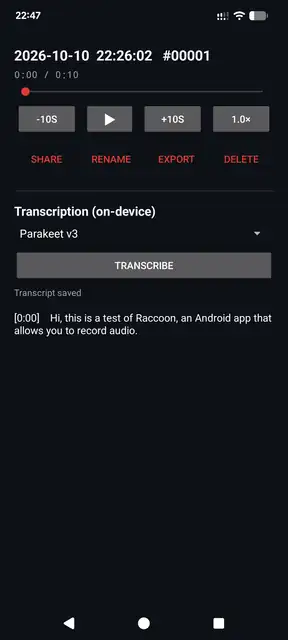 22:47
2026-10-10 22:26:02 #00001
0:00 / 0:10
-10S +10S 1.0×
SHARE RENAME EXPORT DELETE
Transcription (on-device)
Parakeet v3
TRANSCRIBE
Transcript saved
[0:00] Hi, this is a test of Raccoon, an Android app that
allows you to record audio.